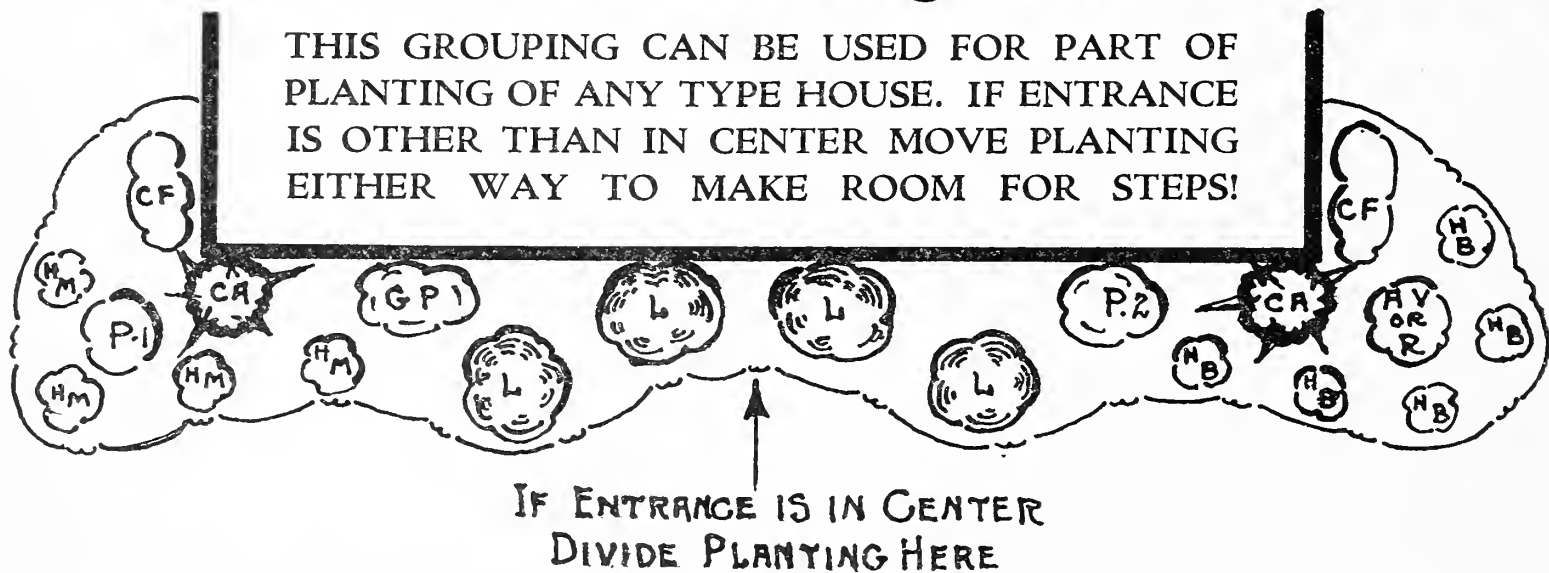 THIS GROUPING CAN BE USED FOR PART OF
PLANTING OF ANY TYPE HOUSE. IF ENTRANCE
IS OTHER THAN IN CENTER MOVE PLANTING
EITHER WAY TO MAKE ROOM FOR STEPS!
CF
CF
HB
HM
CA
GP1
L
L
P.2
CA
AV
OR
R
HB
P.1
HM
HM
HM
L
L
HB
HB
HB
IF ENTRANCE IS IN CENTER
DIVIDE PLANTING HERE